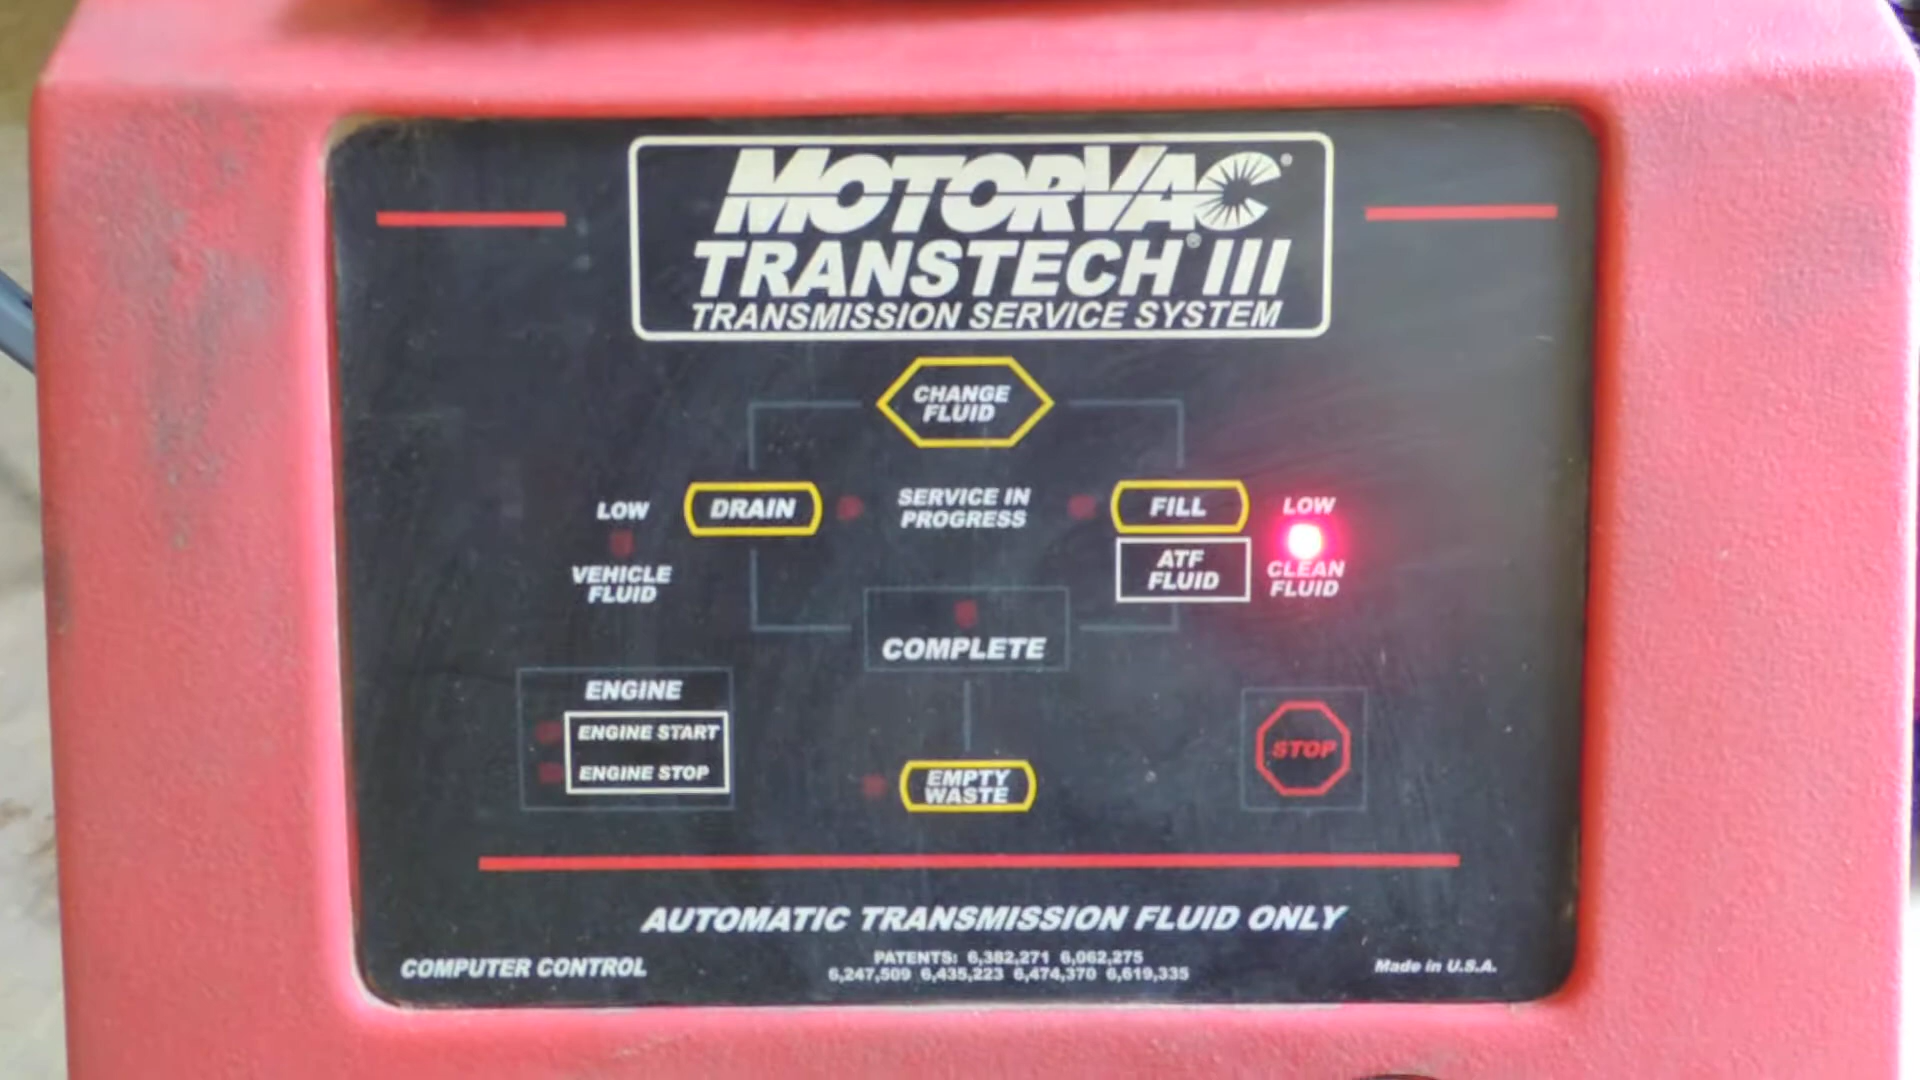 MOTORVAC®
TRANSTECH® III
TRANSMISSION SERVICE SYSTEM
CHANGE
FLUID
LOW
VEHICLE
FLUID
DRAIN
SERVICE IN
PROGRESS
FILL
ATF
FLUID
LOW
CLEAN
FLUID
COMPLETE
ENGINE
ENGINE START
ENGINE STOP
EMPTY
WASTE
STOP
AUTOMATIC TRANSMISSION FLUID ONLY
COMPUTER CONTROL
PATENTS: 6,382,271 6,062,275
6,247,509 6,435,223 6,474,370 6,619,335
Made in U.S.A.